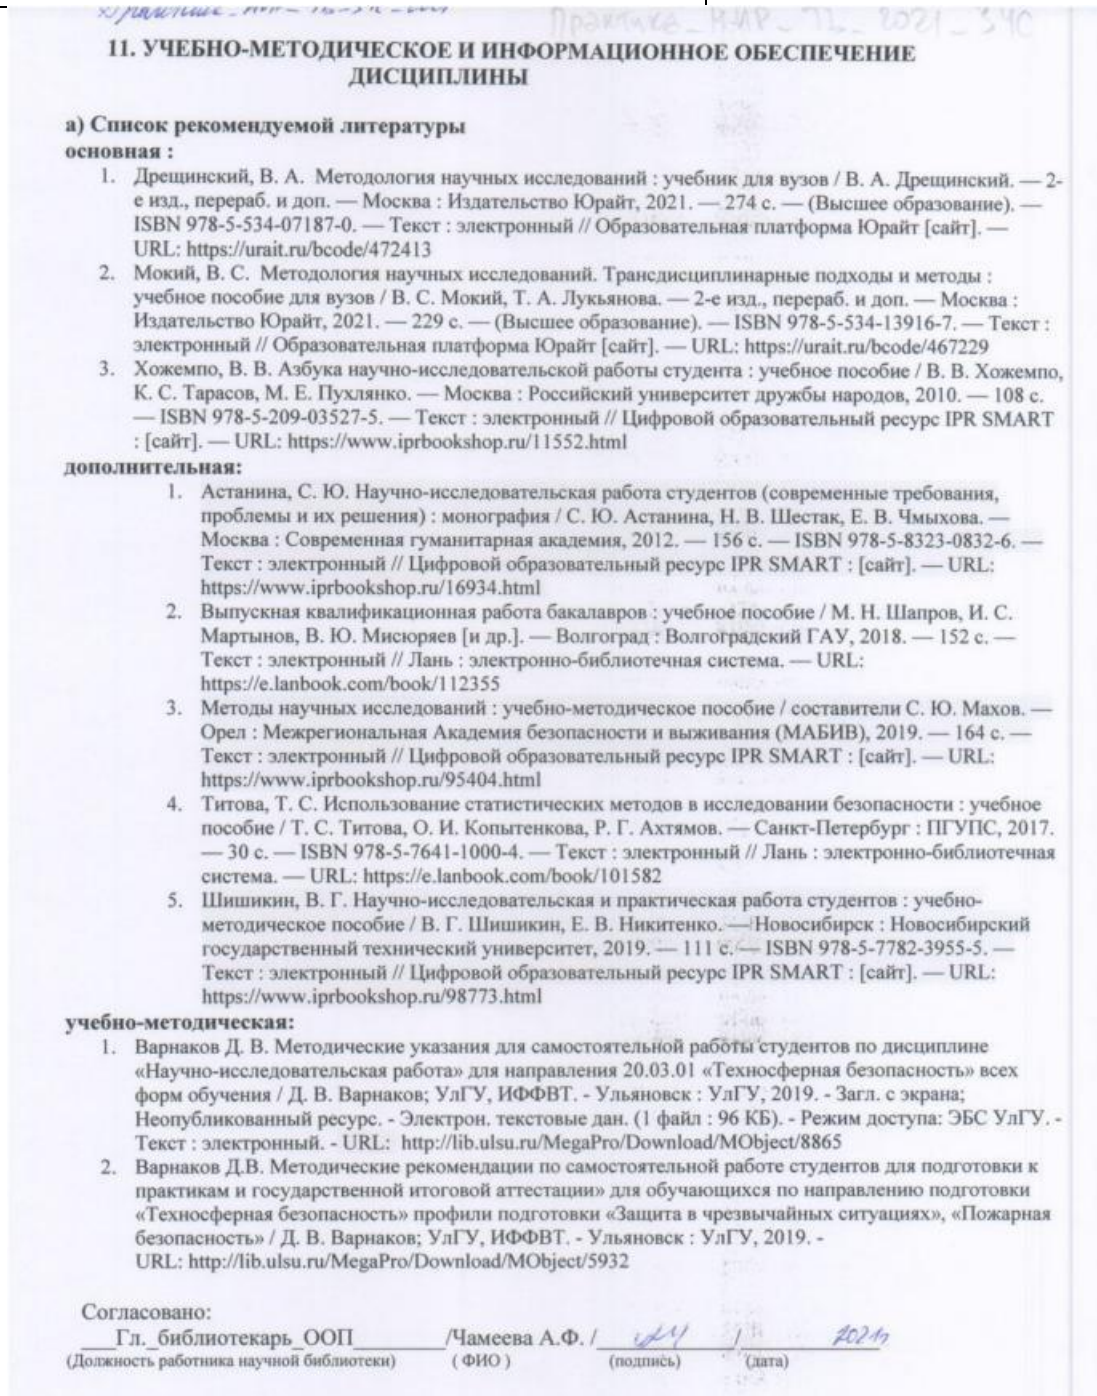 Практика_НИР_ТБ_2021_ЗЧС
11. УЧЕБНО-МЕТОДИЧЕСКОЕ И ИНФОРМАЦИОННОЕ ОБЕСПЕЧЕНИЕ
ДИСЦИПЛИНЫ
а) Список рекомендуемой литературы
основная :
1. Дрещинский, В. А. Методология научных исследований : учебник для вузов / В. А. Дрещинский. — 2-
е изд., перераб. и доп. — Москва : Издательство Юрайт, 2021. — 274 с. — (Высшее образование). —
ISBN 978-5-534-07187-0. — Текст : электронный // Образовательная платформа Юрайт [сайт]. —
URL: https://urait.ru/bcode/472413
2. Мокий, В. С. Методология научных исследований. Трансдисциплинарные подходы и методы :
учебное пособие для вузов / В. С. Мокий, Т. А. Лукьянова. — 2-е изд., перераб. и доп. — Москва :
Издательство Юрайт, 2021. — 229 с. — (Высшее образование). — ISBN 978-5-534-13916-7. — Текст :
электронный // Образовательная платформа Юрайт [сайт]. — URL: https://urait.ru/bcode/467229
3. Хожемпо, В. В. Азбука научно-исследовательской работы студента : учебное пособие / В. В. Хожемпо,
К. С. Тарасов, М. Е. Пухлянко. — Москва : Российский университет дружбы народов, 2010. — 108 с.
— ISBN 978-5-209-03527-5. — Текст : электронный // Цифровой образовательный ресурс IPR SMART
: [сайт]. — URL: https://www.iprbookshop.ru/11552.html
дополнительная:
1. Астанина, С. Ю. Научно-исследовательская работа студентов (современные требования,
проблемы и их решения) : монография / С. Ю. Астанина, Н. В. Шестак, Е. В. Чмыхова. —
Москва : Современная гуманитарная академия, 2012. — 156 с. — ISBN 978-5-8323-0832-6. —
Текст : электронный // Цифровой образовательный ресурс IPR SMART : [сайт]. — URL:
https://www.iprbookshop.ru/16934.html
2. Выпускная квалификационная работа бакалавров : учебное пособие / М. Н. Шапров, И. С.
Мартынов, В. Ю. Мисюряев [и др.]. — Волгоград : Волгоградский ГАУ, 2018. — 152 с. —
Текст : электронный // Лань : электронно-библиотечная система. — URL:
https://e.lanbook.com/book/112355
3. Методы научных исследований : учебно-методическое пособие / составители С. Ю. Махов. —
Орел : Межрегиональная Академия безопасности и выживания (МАБИВ), 2019. — 164 с. —
Текст : электронный // Цифровой образовательный ресурс IPR SMART : [сайт]. — URL:
https://www.iprbookshop.ru/95404.html
4. Титова, Т. С. Использование статистических методов в исследовании безопасности : учебное
пособие / Т. С. Титова, О. И. Копытенкова, Р. Г. Ахтямов. — Санкт-Петербург : ПГУПС, 2017.
— 30 с. — ISBN 978-5-7641-1000-4. — Текст : электронный // Лань : электронно-библиотечная
система. — URL: https://e.lanbook.com/book/101582
5. Шишикин, В. Г. Научно-исследовательская и практическая работа студентов : учебно-
методическое пособие / В. Г. Шишикин, Е. В. Никитенко. — Новосибирск : Новосибирский
государственный технический университет, 2019. — 111 с. — ISBN 978-5-7782-3955-5. —
Текст : электронный // Цифровой образовательный ресурс IPR SMART : [сайт]. — URL:
https://www.iprbookshop.ru/98773.html
учебно-методическая:
1. Варнаков Д. В. Методические указания для самостоятельной работы студентов по дисциплине
«Научно-исследовательская работа» для направления 20.03.01 «Техносферная безопасность» всех
форм обучения / Д. В. Варнаков; УлГУ, ИФФВТ. - Ульяновск : УлГУ, 2019. - Загл. с экрана;
Неопубликованный ресурс. - Электрон. текстовые дан. (1 файл : 96 КБ). - Режим доступа: ЭБС УлГУ. -
Текст : электронный. - URL: http://lib.ulsu.ru/MegaPro/Download/MObject/8865
2. Варнаков Д.В. Методические рекомендации по самостоятельной работе студентов для подготовки к
практикам и государственной итоговой аттестации» для обучающихся по направлению подготовки
«Техносферная безопасность» профили подготовки «Защита в чрезвычайных ситуациях», «Пожарная
безопасность» / Д. В. Варнаков; УлГУ, ИФФВТ. - Ульяновск : УлГУ, 2019. -
URL: http://lib.ulsu.ru/MegaPro/Download/MObject/5932
Согласовано:
Гл. библиотекарь ООП /Чамеева А.Ф. / / 2021
(Должность работника научной библиотеки) ( ФИО ) (подпись) (дата)